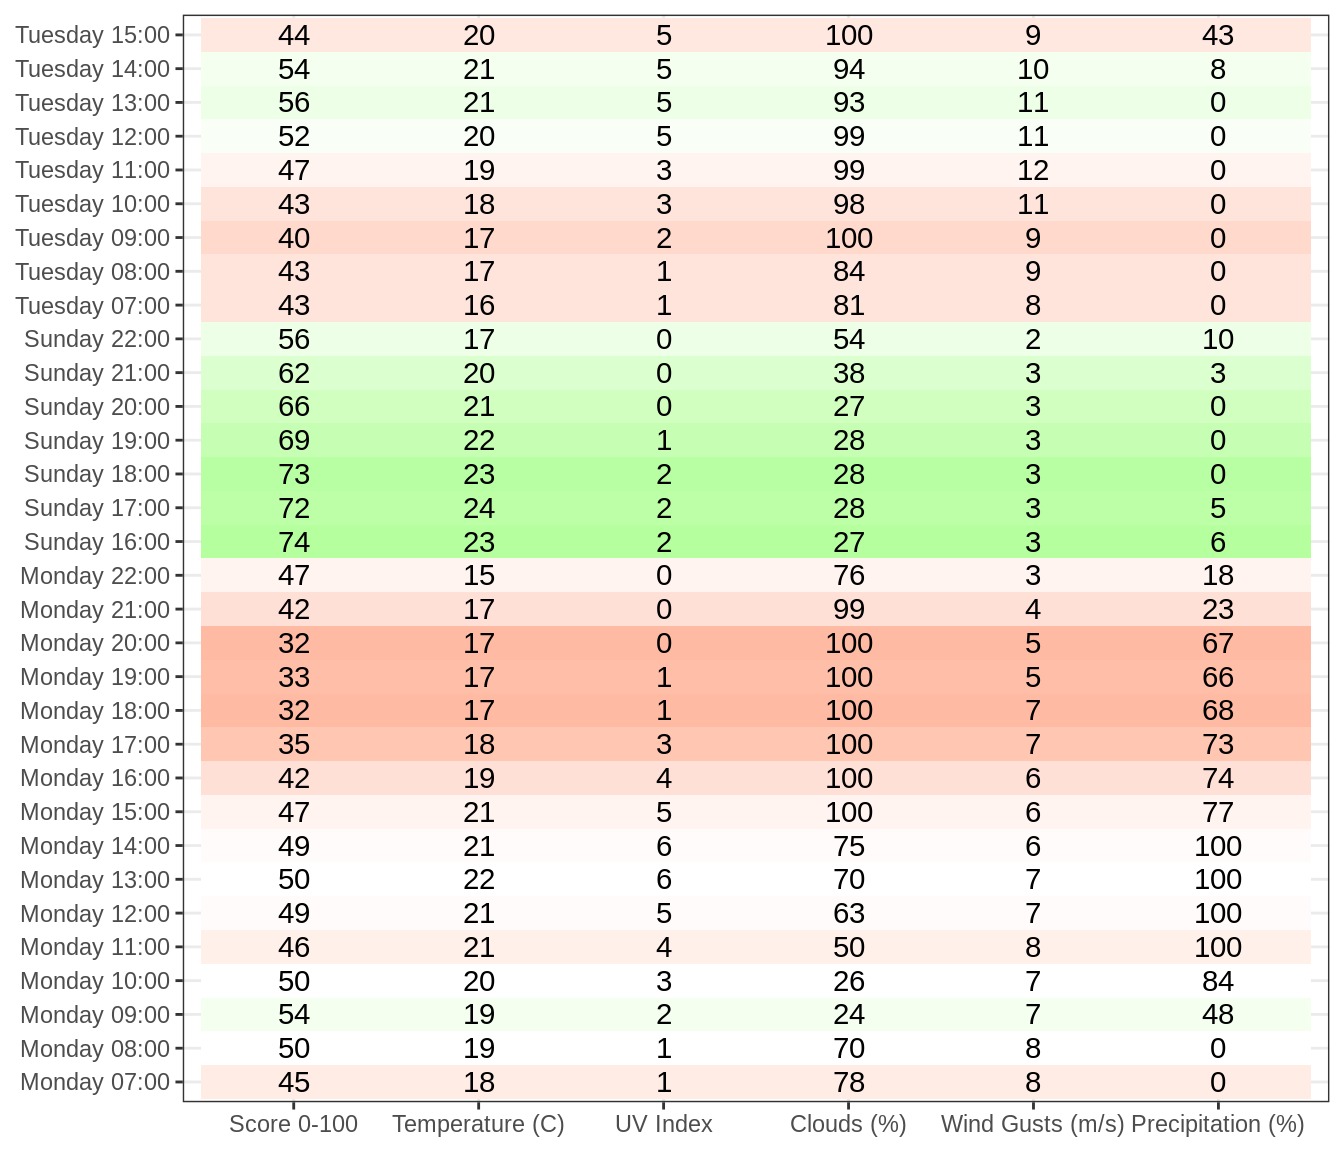 Tuesday 15:00 44 20 5 100 9 43
Tuesday 14:00 54 21 5 94 10 8
Tuesday 13:00 56 21 5 93 11 0
Tuesday 12:00 52 20 5 99 11 0
Tuesday 11:00 47 19 3 99 12 0
Tuesday 10:00 43 18 3 98 11 0
Tuesday 09:00 40 17 2 100 9 0
Tuesday 08:00 43 17 1 84 9 0
Tuesday 07:00 43 16 1 81 8 0
Sunday 22:00 56 17 0 54 2 10
Sunday 21:00 62 20 0 38 3 3
Sunday 20:00 66 21 0 27 3 0
Sunday 19:00 69 22 1 28 3 0
Sunday 18:00 73 23 2 28 3 0
Sunday 17:00 72 24 2 28 3 5
Sunday 16:00 74 23 2 27 3 6
Monday 22:00 47 15 0 76 3 18
Monday 21:00 42 17 0 99 4 23
Monday 20:00 32 17 0 100 5 67
Monday 19:00 33 17 1 100 5 66
Monday 18:00 32 17 1 100 7 68
Monday 17:00 35 18 3 100 7 73
Monday 16:00 42 19 4 100 6 74
Monday 15:00 47 21 5 100 6 77
Monday 14:00 49 21 6 75 6 100
Monday 13:00 50 22 6 70 7 100
Monday 12:00 49 21 5 63 7 100
Monday 11:00 46 21 4 50 8 100
Monday 10:00 50 20 3 26 7 84
Monday 09:00 54 19 2 24 7 48
Monday 08:00 50 19 1 70 8 0
Monday 07:00 45 18 1 78 8 0
Score 0-100 Temperature (C) UV Index Clouds (%) Wind Gusts (m/s) Precipitation (%)